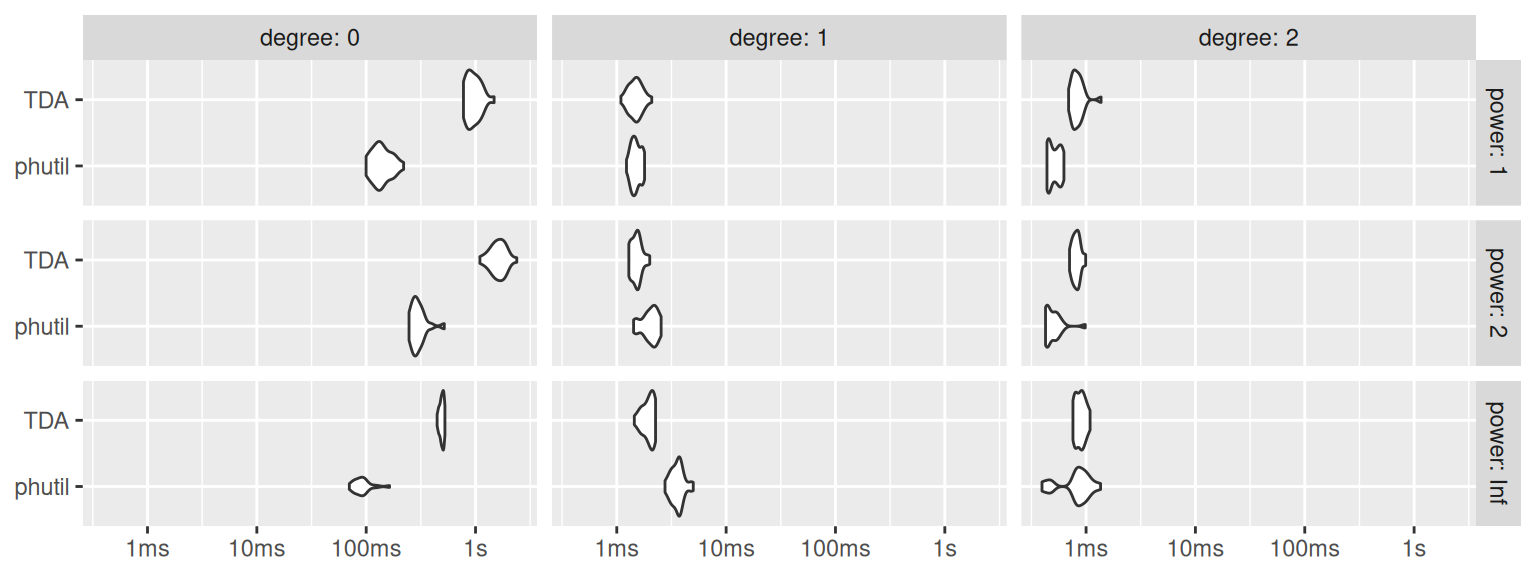 degree: 0 degree: 1 degree: 2
TDA
phutil
power: 1
TDA
phutil
power: 2
TDA
phutil
power: Inf
1ms 10ms 100ms 1s 1ms 10ms 100ms 1s 1ms 10ms 100ms 1s